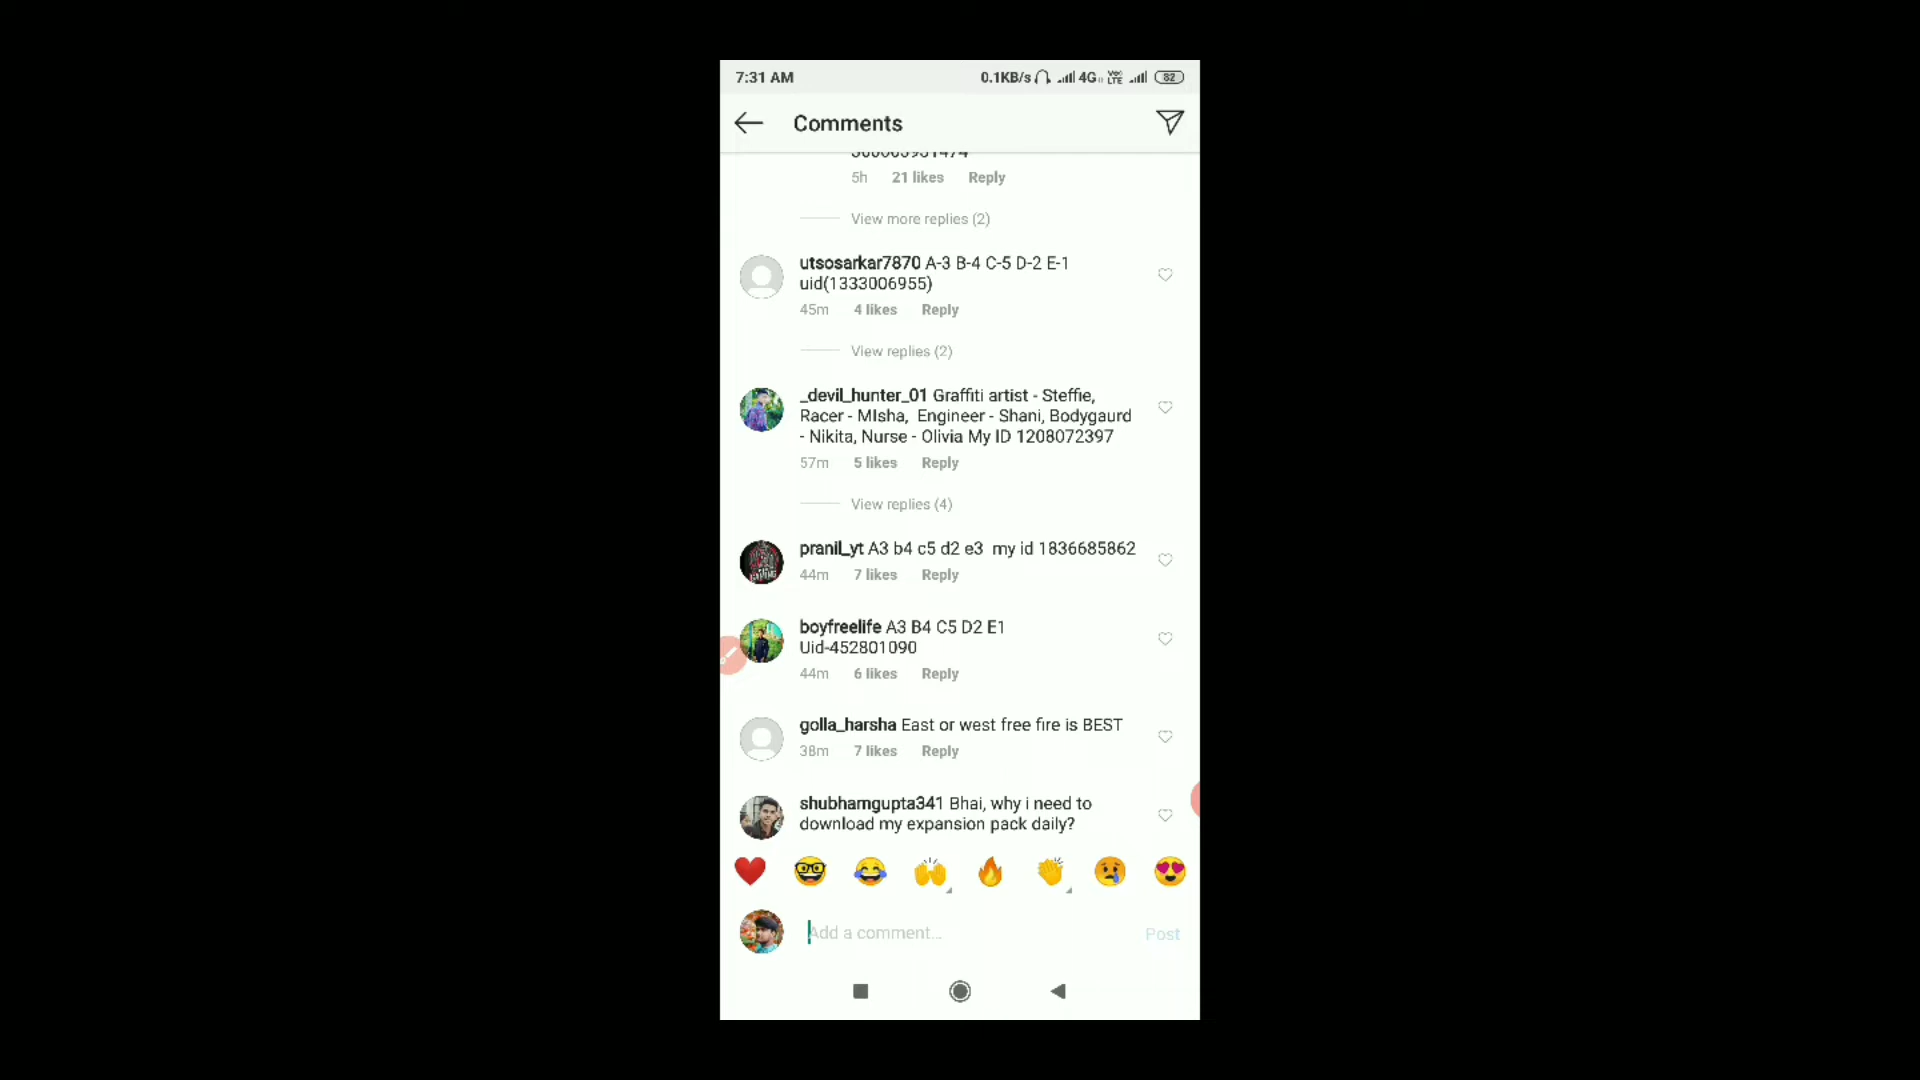 7:31 AM 0.1KB/s 4G Vo LTE 82
Comments
5h 21 likes Reply
View more replies (2)
utsosarkar7870 A-3 B-4 C-5 D-2 E-1
uid(1333006955)
45m 4 likes Reply
View replies (2)
_devil_hunter_01 Graffiti artist - Steffie,
Racer - MIsha, Engineer - Shani, Bodygaurd
- Nikita, Nurse - Olivia My ID 1208072397
57m 5 likes Reply
View replies (4)
pranil_yt A3 b4 c5 d2 e3 my id 1836685862
44m 7 likes Reply
boyfreelife A3 B4 C5 D2 E1
Uid-452801090
44m 6 likes Reply
golla_harsha East or west free fire is BEST
38m 7 likes Reply
shubhamgupta341 Bhai, why i need to
download my expansion pack daily?
Add a comment... Post